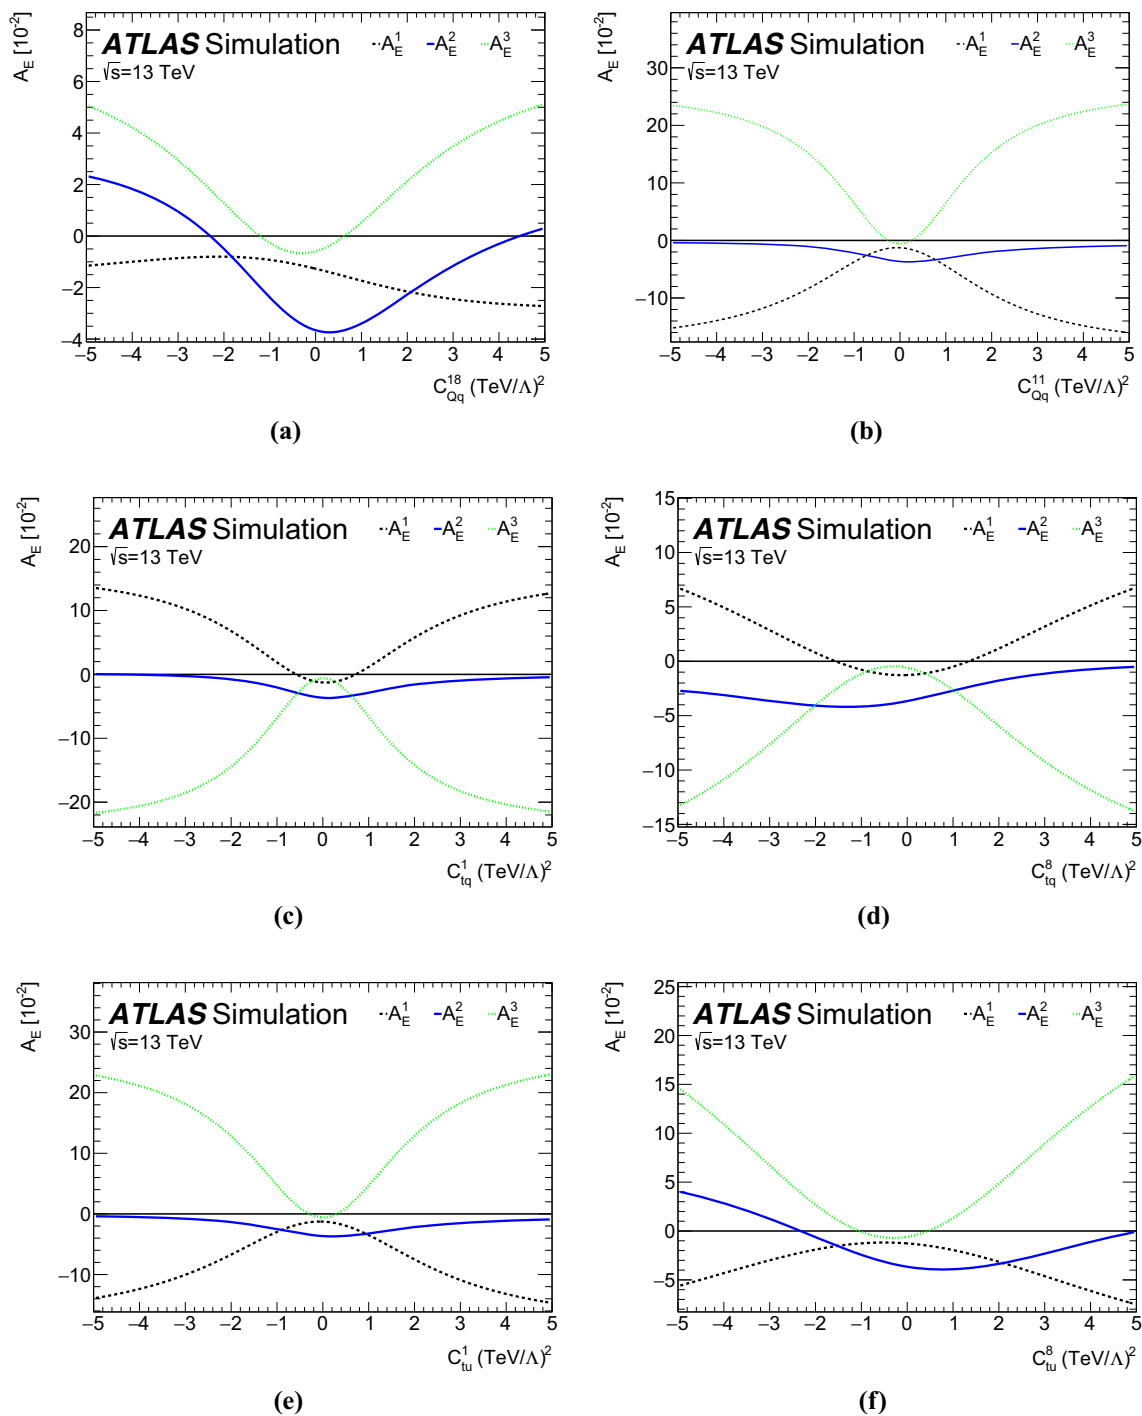 A_E [10^-2]
ATLAS Simulation
√s=13 TeV
A_E^1 A_E^2 A_E^3
8
6
4
2
0
−2
−4
−5 −4 −3 −2 −1 0 1 2 3 4 5
C_Qq^18 (TeV/Λ)^2
(a)
A_E [10^-2]
ATLAS Simulation
√s=13 TeV
A_E^1 A_E^2 A_E^3
30
20
10
0
−10
−5 −4 −3 −2 −1 0 1 2 3 4 5
C_Qq^11 (TeV/Λ)^2
(b)
A_E [10^-2]
ATLAS Simulation
√s=13 TeV
A_E^1 A_E^2 A_E^3
20
10
0
−10
−20
−5 −4 −3 −2 −1 0 1 2 3 4 5
C_tq^1 (TeV/Λ)^2
(c)
A_E [10^-2]
ATLAS Simulation
√s=13 TeV
A_E^1 A_E^2 A_E^3
15
10
5
0
−5
−10
−15
−5 −4 −3 −2 −1 0 1 2 3 4 5
C_tq^8 (TeV/Λ)^2
(d)
A_E [10^-2]
ATLAS Simulation
√s=13 TeV
A_E^1 A_E^2 A_E^3
30
20
10
0
−10
−5 −4 −3 −2 −1 0 1 2 3 4 5
C_tu^1 (TeV/Λ)^2
(e)
A_E [10^-2]
ATLAS Simulation
√s=13 TeV
A_E^1 A_E^2 A_E^3
25
20
15
10
5
0
−5
−5 −4 −3 −2 −1 0 1 2 3 4 5
C_tu^8 (TeV/Λ)^2
(f)